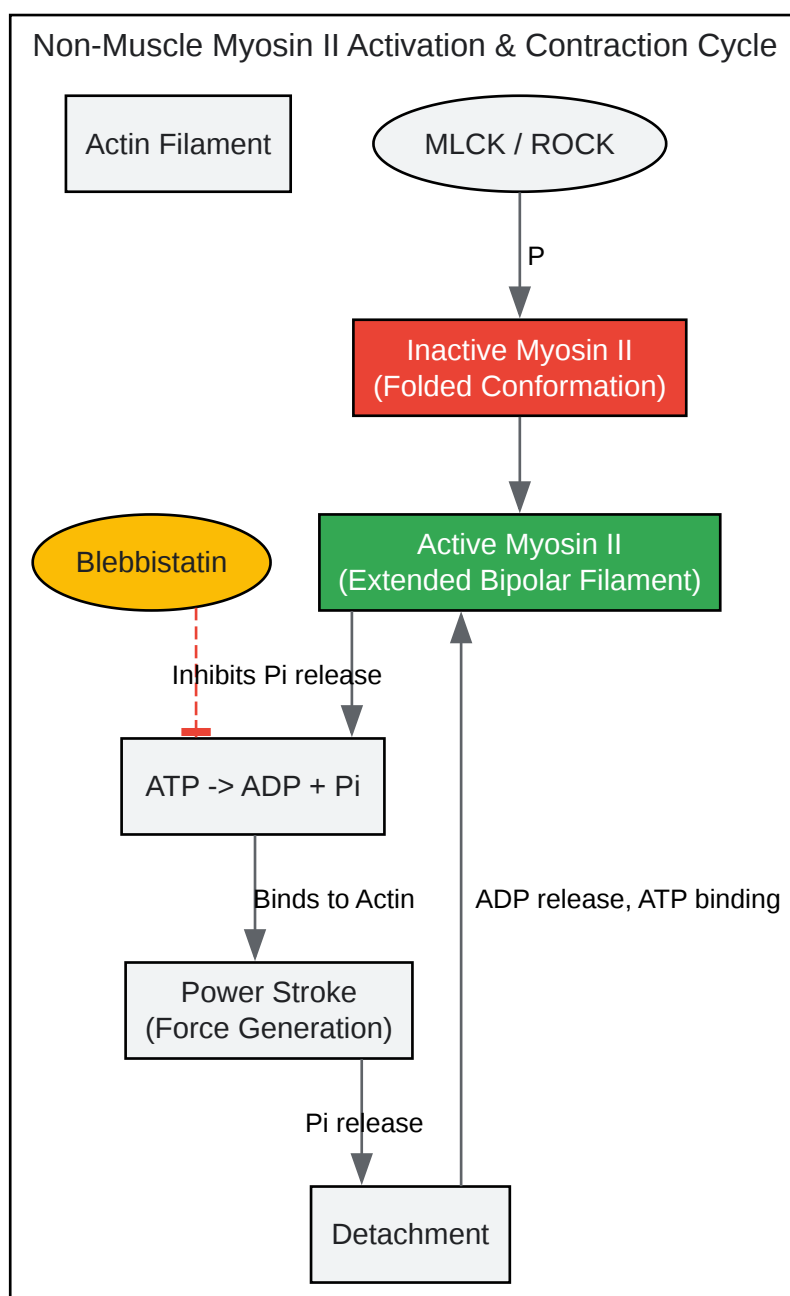 Non-Muscle Myosin II Activation & Contraction Cycle
Actin Filament
MLCK / ROCK
P
Inactive Myosin II
(Folded Conformation)
Blebbistatin
Active Myosin II
(Extended Bipolar Filament)
Inhibits Pi release
ATP -> ADP + Pi
Binds to Actin
ADP release, ATP binding
Power Stroke
(Force Generation)
Pi release
Detachment